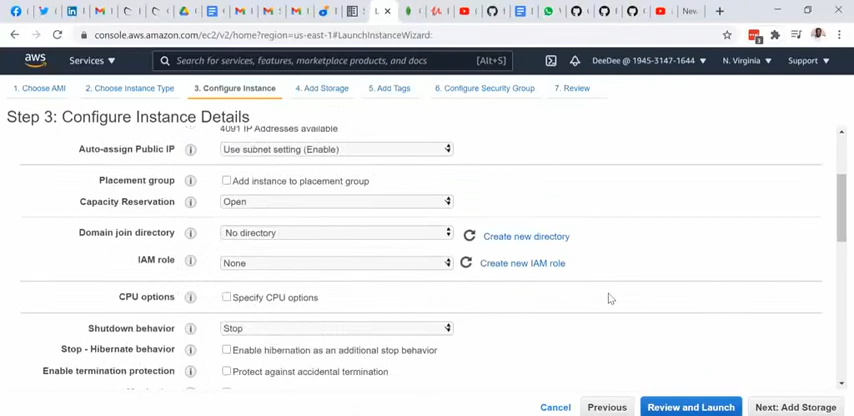 Neva
console.aws.amazon.com/ec2/v2/home?region=us-east-1#LaunchInstanceWizard:
aws Services Search for services, features, marketplace products, and docs [Alt+S] DeeDee @ 1945-3147-1644 N. Virginia Support
1. Choose AMI 2. Choose Instance Type 3. Configure Instance 4. Add Storage 5. Add Tags 6. Configure Security Group 7. Review
Step 3: Configure Instance Details
4091 IP Addresses available
Auto-assign Public IP Use subnet setting (Enable)
Placement group Add instance to placement group
Capacity Reservation Open
Domain join directory No directory Create new directory
IAM role None Create new IAM role
CPU options Specify CPU options
Shutdown behavior Stop
Stop - Hibernate behavior Enable hibernation as an additional stop behavior
Enable termination protection Protect against accidental termination
Cancel Previous Review and Launch Next: Add Storage